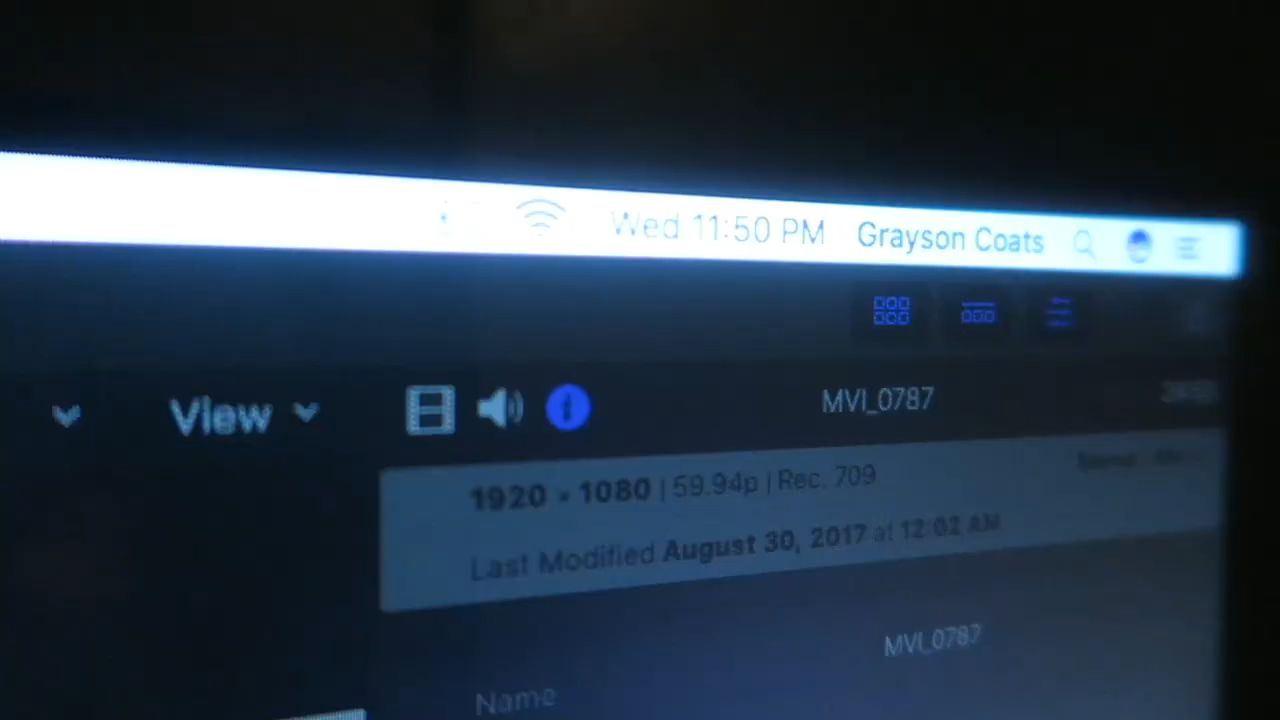 Wed 11:50 PM Grayson Coats
View MVI_0787
1920 × 1080 | 59.94p | Rec. 709
Last Modified August 30, 2017 at 12:02 AM
MVI_0787
Name